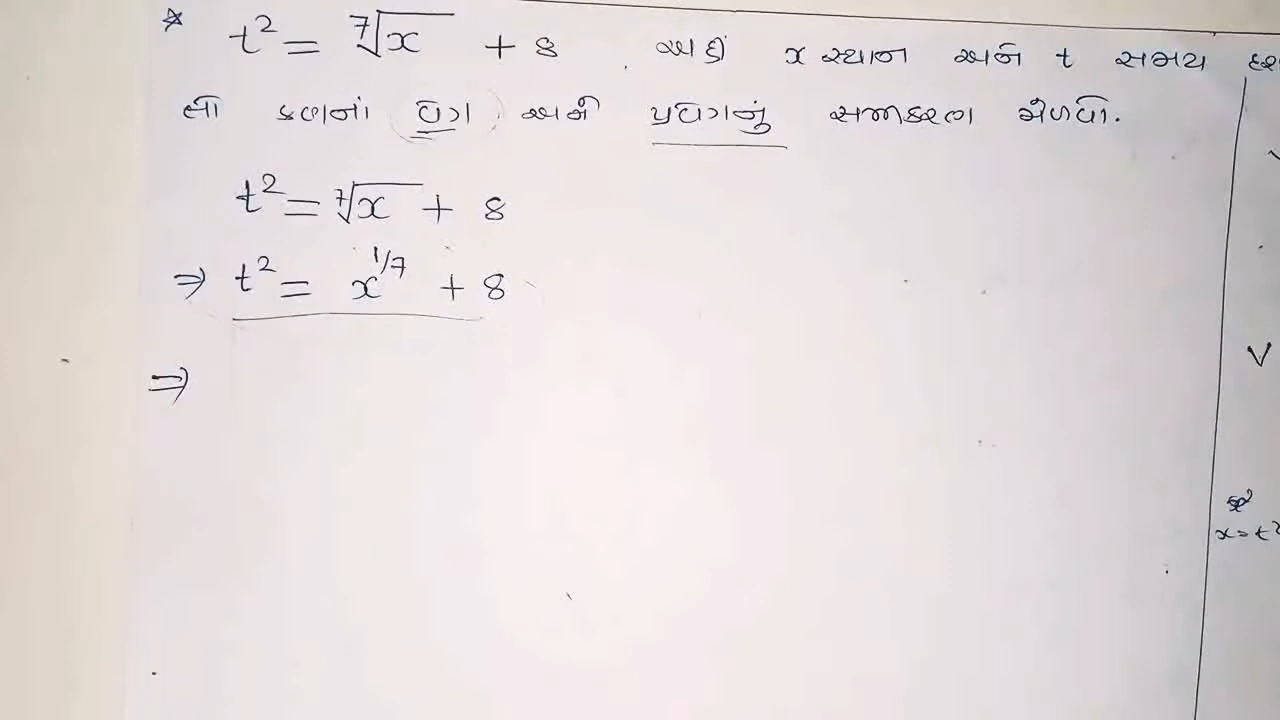 * t² = ⁷√x + 8 . અહીં x સ્થાન અને t સમય
તો કણનાં વેગ અને પ્રવેગનું સમીકરણ મેળવો.
t² = ⁷√x + 8
⇒ t² = x^1/7 + 8
⇒
V
x = t²